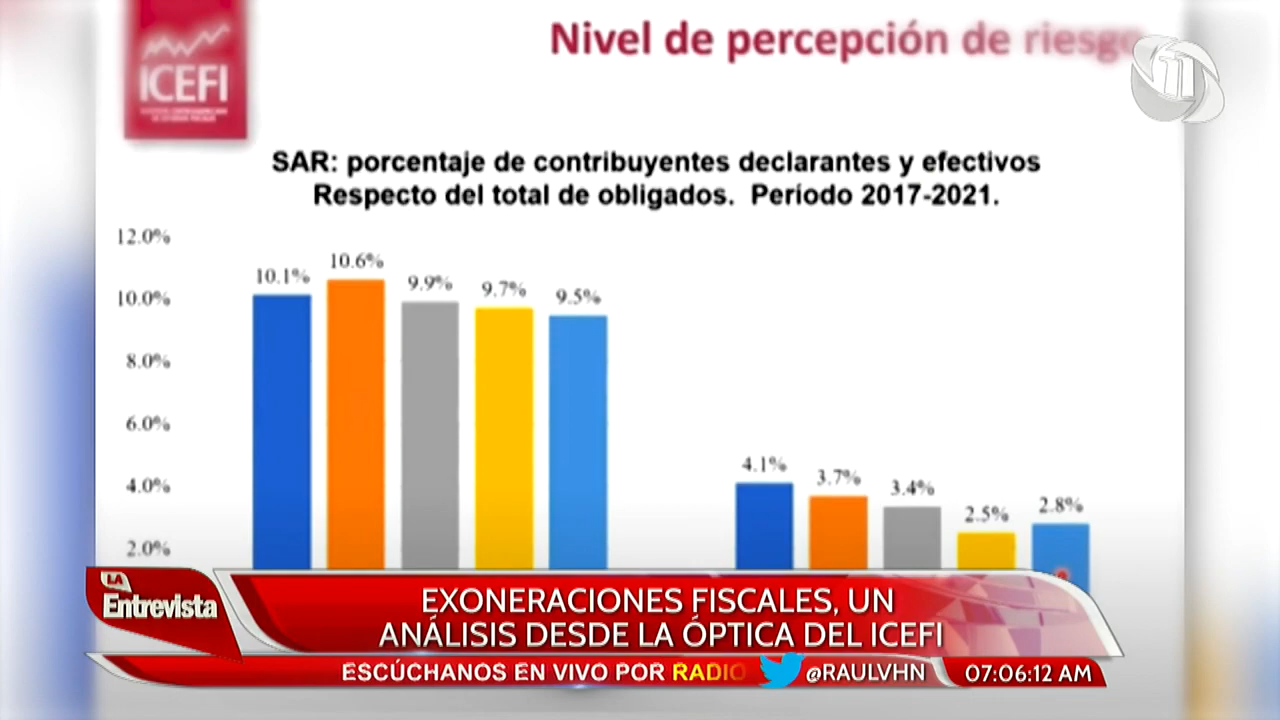 Nivel de percepción de riesgo
11
ICEFI
SAR: porcentaje de contribuyentes declarantes y efectivos
Respecto del total de obligados. Período 2017-2021.
12.0%
10.0%
8.0%
6.0%
4.0%
2.0%
10.1%
10.6%
9.9%
9.7%
9.5%
4.1%
3.7%
3.4%
2.5%
2.8%
LA
Entrevista
EXONERACIONES FISCALES, UN
ANÁLISIS DESDE LA ÓPTICA DEL ICEFI
ESCÚCHANOS EN VIVO POR RADIO @RAULVHN 07:06:12 AM